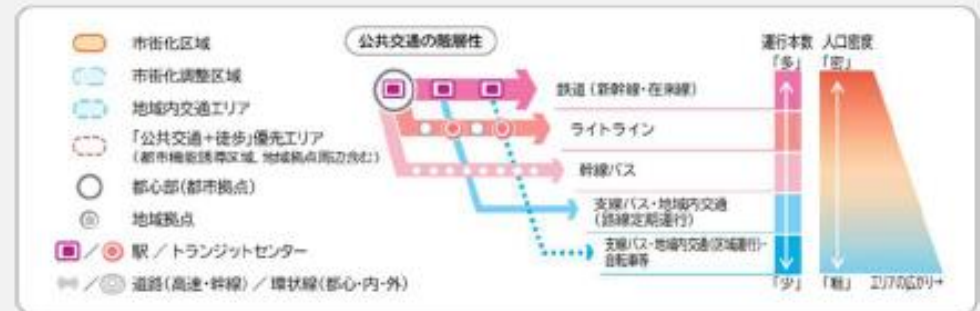 市街化区域
市街化調整区域
地域内交通エリア
「公共交通+徒歩」優先エリア
(都市機能誘導区域、地域拠点周辺含む)
都心部(都市拠点)
地域拠点
駅/トランジットセンター
道路(高速・幹線)/環状線(都心・内・外)
公共交通の階層性
鉄道(新幹線・在来線)
ライトライン
幹線バス
支線バス・地域内交通
(路線定期運行)
支線バス・地域内交通(区域運行)・
自転車等
運行本数
「多」
「少」
人口密度
「密」
「粗」
エリアの広がり→